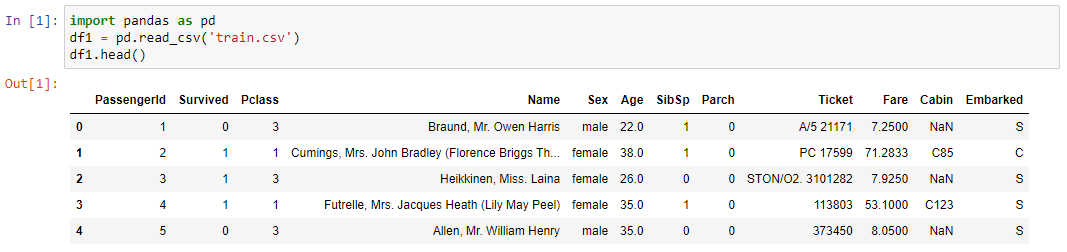 In [1]: import pandas as pd
df1 = pd.read_csv('train.csv')
df1.head()
Out[1]:
PassengerId Survived Pclass Name Sex Age SibSp Parch Ticket Fare Cabin Embarked
0 1 0 3 Braund, Mr. Owen Harris male 22.0 1 0 A/5 21171 7.2500 NaN S
1 2 1 1 Cumings, Mrs. John Bradley (Florence Briggs Th... female 38.0 1 0 PC 17599 71.2833 C85 C
2 3 1 3 Heikkinen, Miss. Laina female 26.0 0 0 STON/O2. 3101282 7.9250 NaN S
3 4 1 1 Futrelle, Mrs. Jacques Heath (Lily May Peel) female 35.0 1 0 113803 53.1000 C123 S
4 5 0 3 Allen, Mr. William Henry male 35.0 0 0 373450 8.0500 NaN S